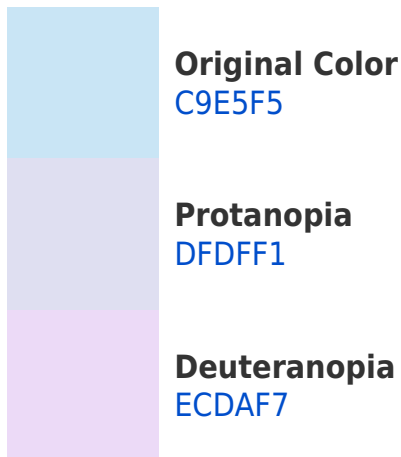 Original Color
C9E5F5
Protanopia
DFDFF1
Deuteranopia
ECDAF7